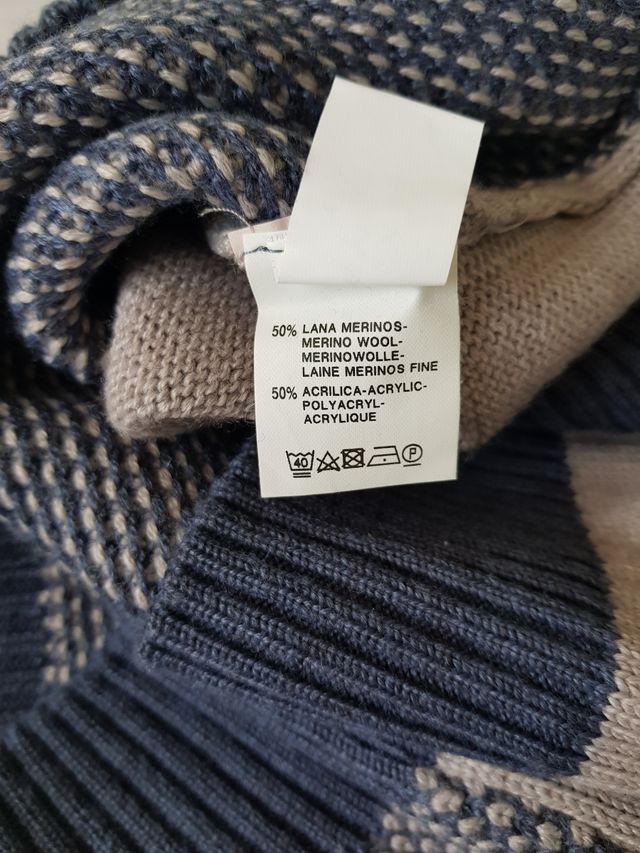 50% LANA MERINOS-
MERINO WOOL-
MERINOWOLLE-
LAINE MERINOS FINE
50% ACRILICA-ACRYLIC-
POLYACRYL-
ACRYLIQUE
40 P